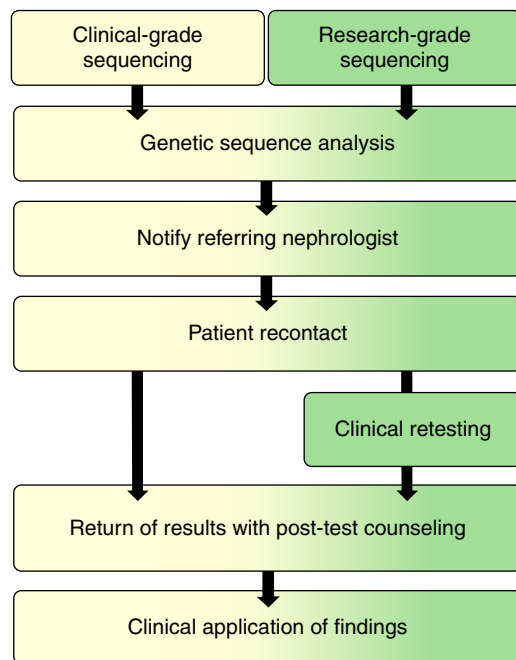 Clinical-grade
sequencing
Research-grade
sequencing
Genetic sequence analysis
Notify referring nephrologist
Patient recontact
Clinical retesting
Return of results with post-test counseling
Clinical application of findings